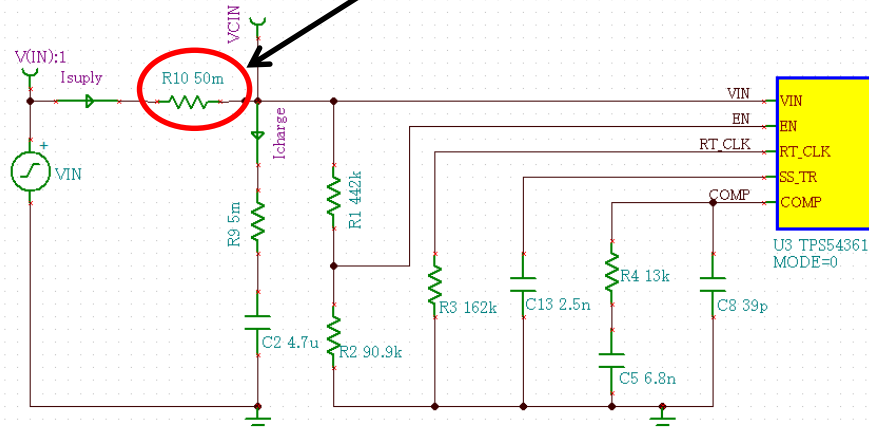 VCIN
V(IN):1
Isuply
R10 50m
Icharge
VIN
VIN
EN
RT_CLK
COMP
VIN
EN
RT_CLK
SS_TR
COMP
+
R9 5m
R1 442k
R3 162k
C13 2.5n
R4 13k
C8 39p
C2 4.7u
R2 90.9k
C5 6.8n
U3 TPS54361
MODE=0